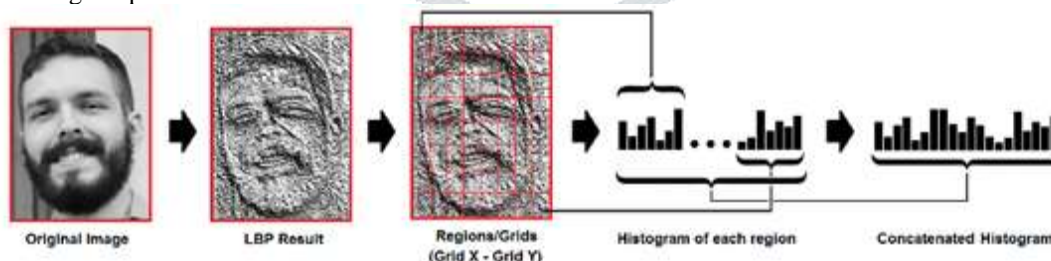 Original Image
LBP Result
Regions/Grids
(Grid X - Grid Y)
Histogram of each region
Concatenated Histogram